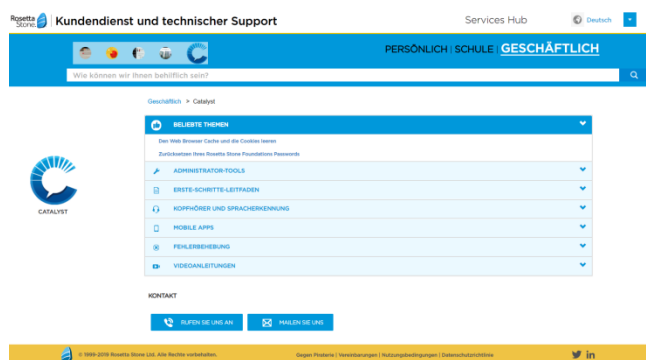 Rosetta Stone. Kundendienst und technischer Support
Services Hub
Deutsch
PERSÖNLICH | SCHULE | GESCHÄFTLICH
Wie können wir Ihnen behilflich sein?
Geschäftlich > Catalyst
BELIEBTE THEMEN
Den Web Browser Cache und die Cookies leeren
Zurücksetzen Ihres Rosetta Stone Foundations Passwords
ADMINISTRATOR-TOOLS
ERSTE-SCHRITTE-LEITFADEN
KOPFHÖRER UND SPRACHERKENNUNG
MOBILE APPS
FEHLERBEHEBUNG
VIDEOANLEITUNGEN
CATALYST
KONTAKT
RUFEN SIE UNS AN
MAILEN SIE UNS
© 1999-2019 Rosetta Stone Ltd. Alle Rechte vorbehalten.
Gegen Piraterie | Vereinbarungen | Nutzungsbedingungen | Datenschutzrichtlinie